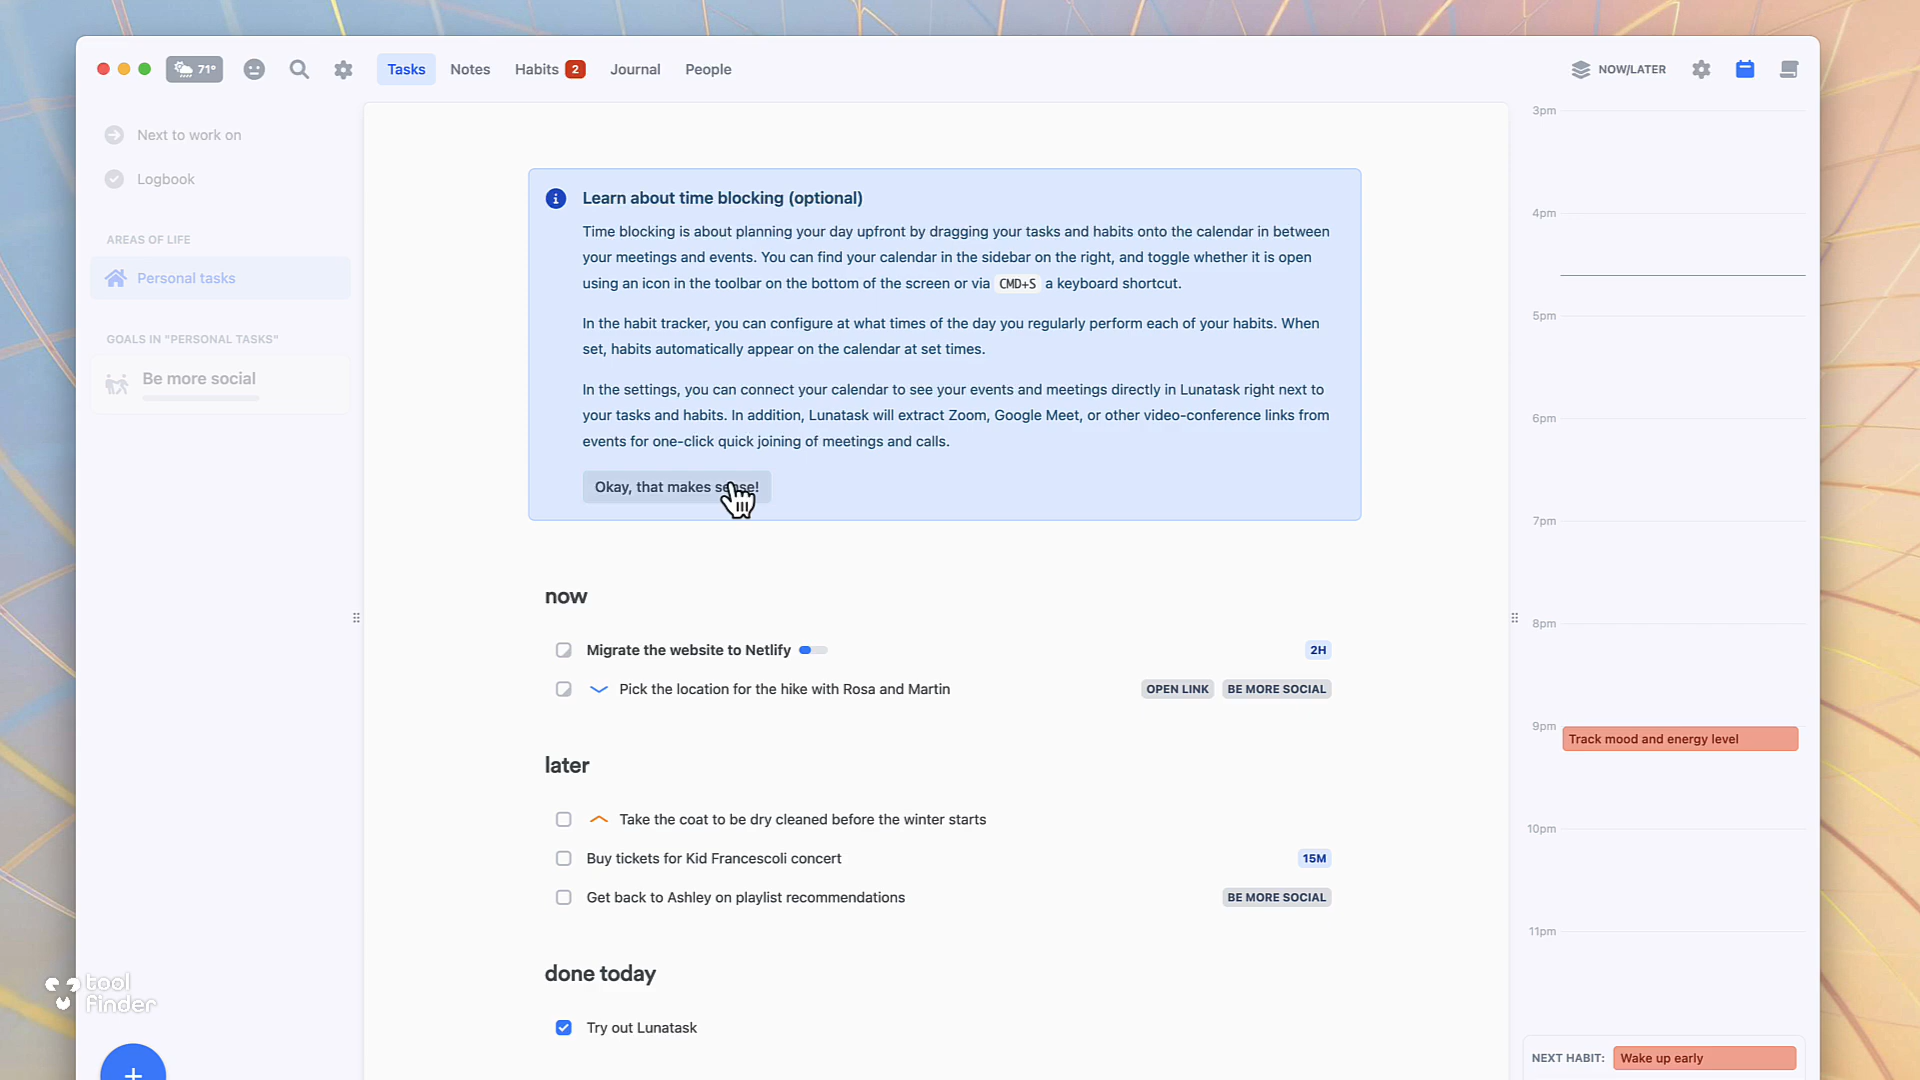 71°
Tasks
Notes
Habits 2
Journal
People
NOW/LATER
Next to work on
Logbook
AREAS OF LIFE
Personal tasks
GOALS IN "PERSONAL TASKS"
Be more social
Learn about time blocking (optional)
Time blocking is about planning your day upfront by dragging your tasks and habits onto the calendar in between
your meetings and events. You can find your calendar in the sidebar on the right, and toggle whether it is open
using an icon in the toolbar on the bottom of the screen or via CMD+S a keyboard shortcut.
In the habit tracker, you can configure at what times of the day you regularly perform each of your habits. When
set, habits automatically appear on the calendar at set times.
In the settings, you can connect your calendar to see your events and meetings directly in Lunatask right next to
your tasks and habits. In addition, Lunatask will extract Zoom, Google Meet, or other video-conference links from
events for one-click quick joining of meetings and calls.
Okay, that makes sense!
now
Migrate the website to Netlify 2H
Pick the location for the hike with Rosa and Martin OPEN LINK BE MORE SOCIAL
later
Take the coat to be dry cleaned before the winter starts
Buy tickets for Kid Francescoli concert 15M
Get back to Ashley on playlist recommendations BE MORE SOCIAL
done today
Try out Lunatask
3pm
4pm
5pm
6pm
7pm
8pm
9pm
Track mood and energy level
10pm
11pm
NEXT HABIT: Wake up early
tool
finder